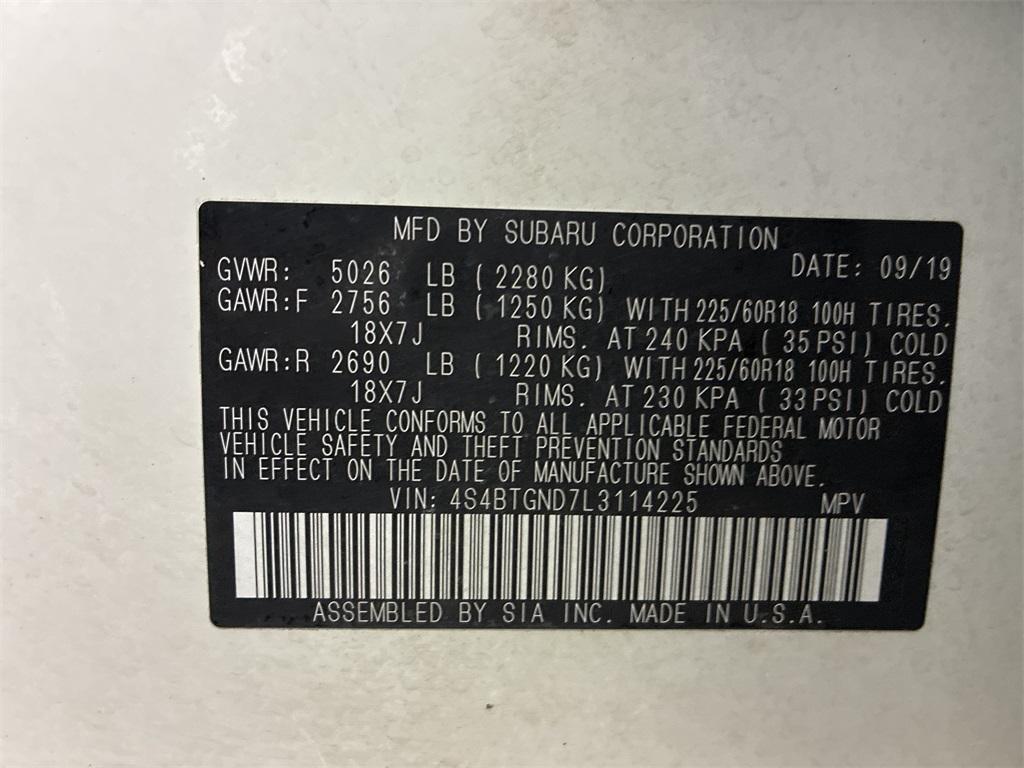 MFD BY SUBARU CORPORATION
GVWR: 5026 LB ( 2280 KG) DATE: 09/19
GAWR:F 2756 LB ( 1250 KG) WITH 225/60R18 100H TIRES.
18X7J RIMS. AT 240 KPA ( 35 PSI) COLD
GAWR:R 2690 LB ( 1220 KG) WITH 225/60R18 100H TIRES.
18X7J RIMS. AT 230 KPA ( 33 PSI) COLD
THIS VEHICLE CONFORMS TO ALL APPLICABLE FEDERAL MOTOR
VEHICLE SAFETY AND THEFT PREVENTION STANDARDS
IN EFFECT ON THE DATE OF MANUFACTURE SHOWN ABOVE.
VIN: 4S4BTGND7L3114225 MPV
ASSEMBLED BY SIA INC. MADE IN U.S.A.